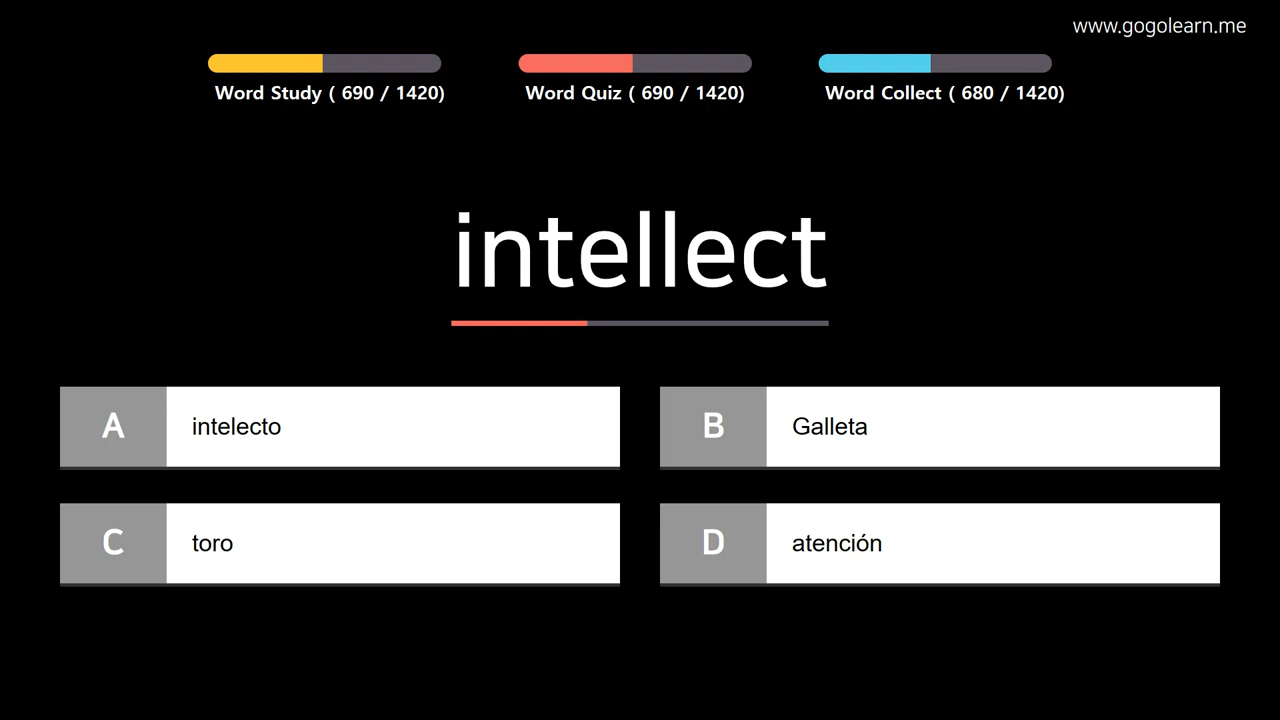 www.gogolearn.me
Word Study ( 690 / 1420)
Word Quiz ( 690 / 1420)
Word Collect ( 680 / 1420)
intellect
A intelecto
B Galleta
C toro
D atención